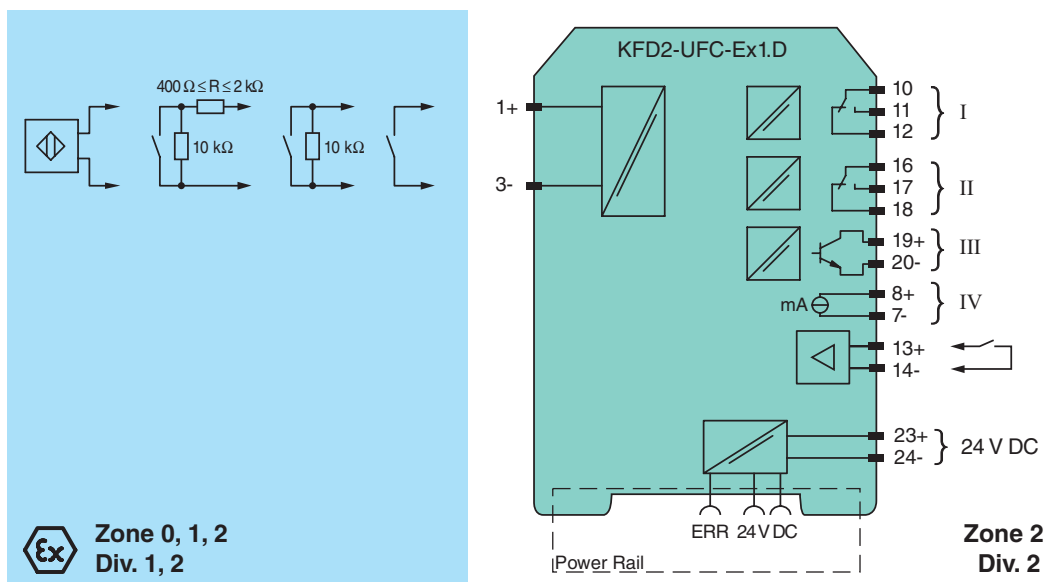 KFD2-UFC-Ex1.D
400 Ω ≤ R ≤ 2 kΩ
10 kΩ
10 kΩ
1+
3-
10
11
12
I
16
17
18
II
19+
20-
III
mA
8+
7-
IV
13+
14-
23+
24-
24 V DC
ERR 24 V DC
Power Rail
Ex
Zone 0, 1, 2
Div. 1, 2
Zone 2
Div. 2